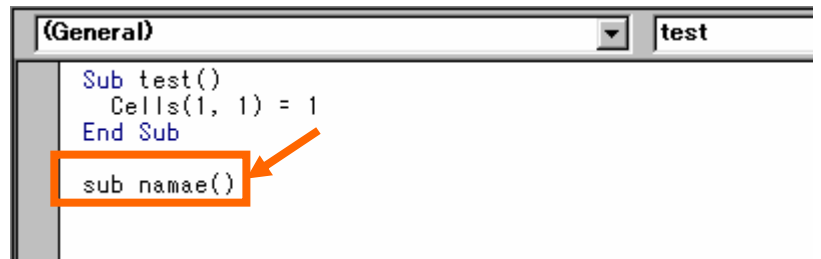 (General) test
Sub test()
Cells(1, 1) = 1
End Sub
sub namae()